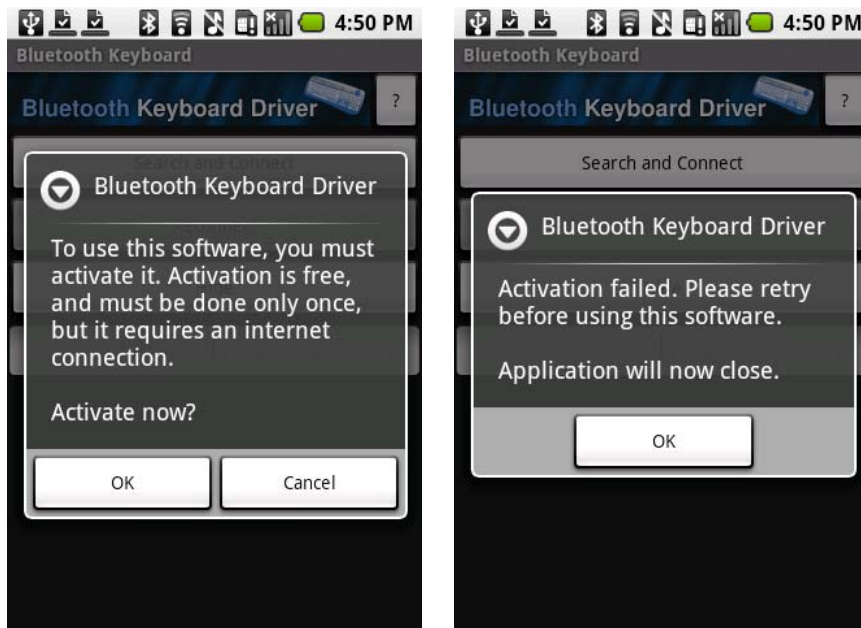 4:50 PM
Bluetooth Keyboard
Bluetooth Keyboard Driver
?
Search and Connect
Bluetooth Keyboard Driver
To use this software, you must
activate it. Activation is free,
and must be done only once,
but it requires an internet
connection.
Activate now?
OK
Cancel
4:50 PM
Bluetooth Keyboard
Bluetooth Keyboard Driver
?
Search and Connect
Bluetooth Keyboard Driver
Activation failed. Please retry
before using this software.
Application will now close.
OK